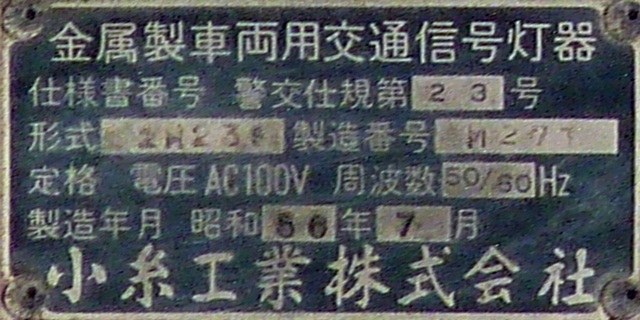 金属製車両用交通信号灯器
仕様書番号 警交仕規第 23 号
形式 製造番号
定格 電圧 AC100V 周波数 50/60 Hz
製造年月 昭和 56 年 7 月
小糸工業株式会社